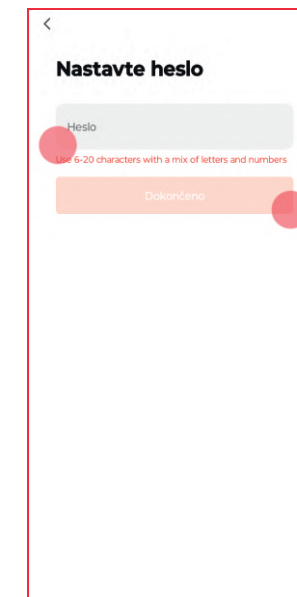 Nastavte heslo
Heslo
Use 6-20 characters with a mix of letters and numbers
Dokončeno